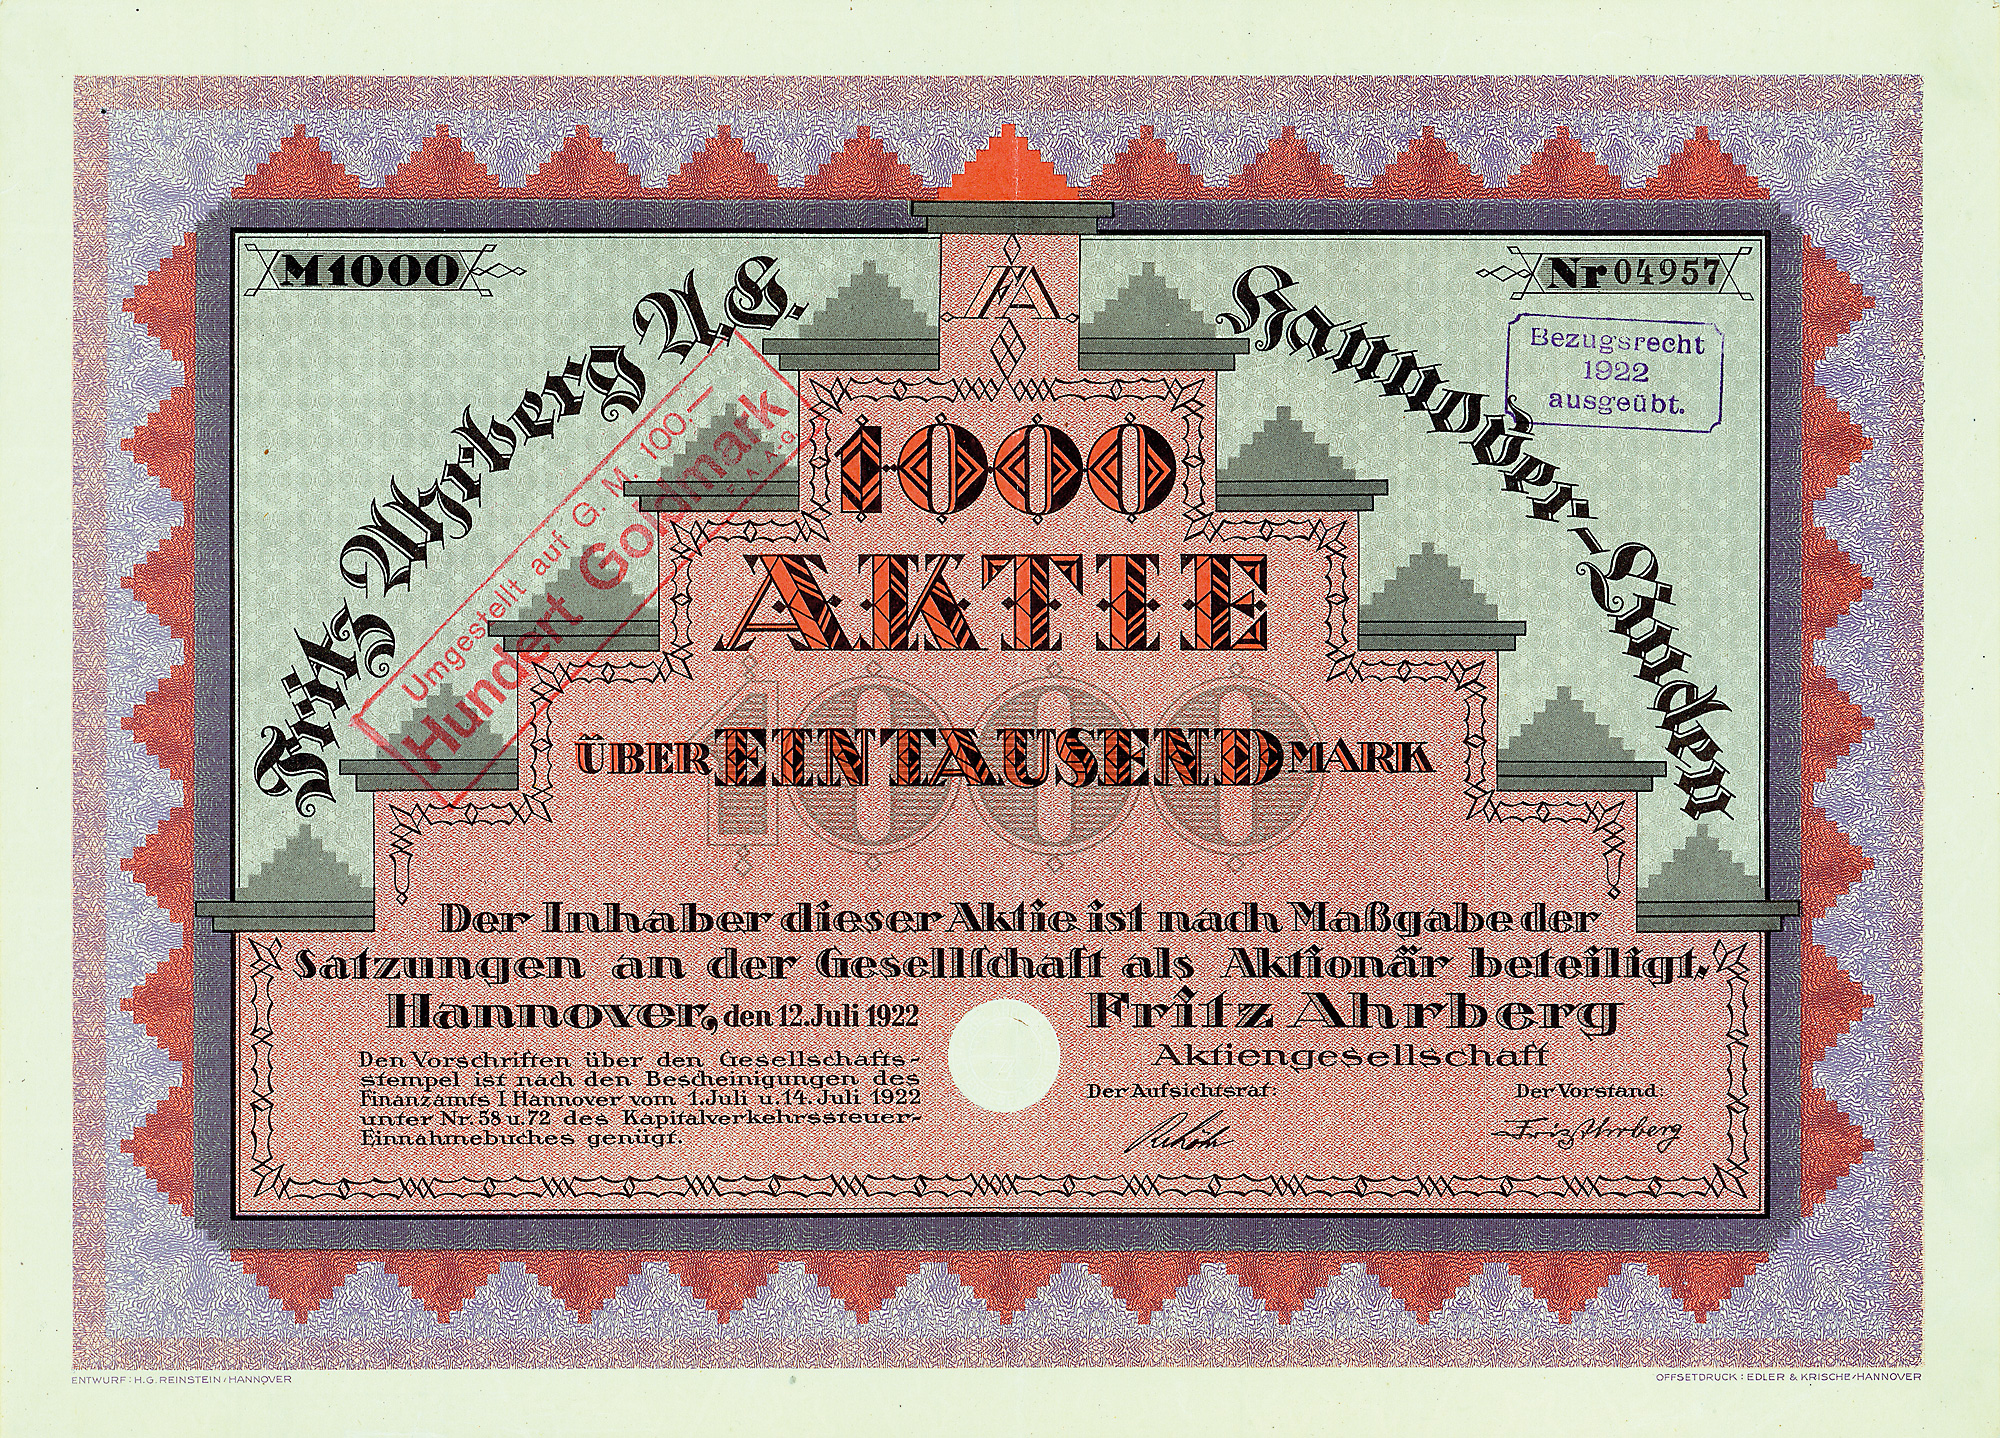 M 1000
Nr 04957
Fritz Ahrberg A.G.
Hannover-Linden
FA
Bezugsrecht
1922
ausgeübt.
Umgestellt auf G. M. 100.—
Hundert Goldmark
F. A. A. G.
1000
AKTIE
1000
ÜBER EINTAUSEND MARK
Der Inhaber dieser Aktie ist nach Maßgabe der
Satzungen an der Gesellschaft als Aktionär beteiligt.
Hannover, den 12. Juli 1922
Fritz Ahrberg
Aktiengesellschaft
Den Vorschriften über den Gesellschafts-
stempel ist nach den Bescheinigungen des
Finanzamts I Hannover vom 1. Juli u. 14. Juli 1922
unter Nr. 58 u. 72 des Kapitalverkehrssteuer-
Einnahmebuches genügt.
Der Aufsichtsrat:
Der Vorstand:
Fritz Ahrberg
ENTWURF: H.G. REINSTEIN / HANNOVER
OFFSETDRUCK: EDLER & KRISCHE / HANNOVER